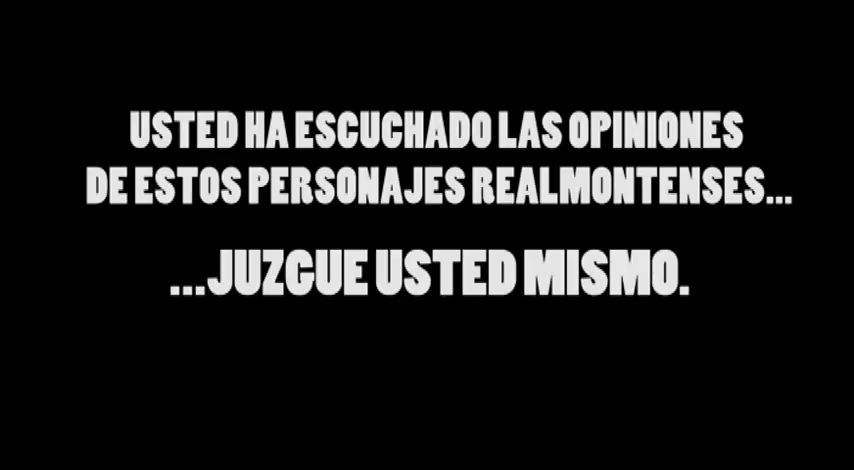 USTED HA ESCUCHADO LAS OPINIONES
DE ESTOS PERSONAJES REALMONTENSES...
...JUZGUE USTED MISMO.